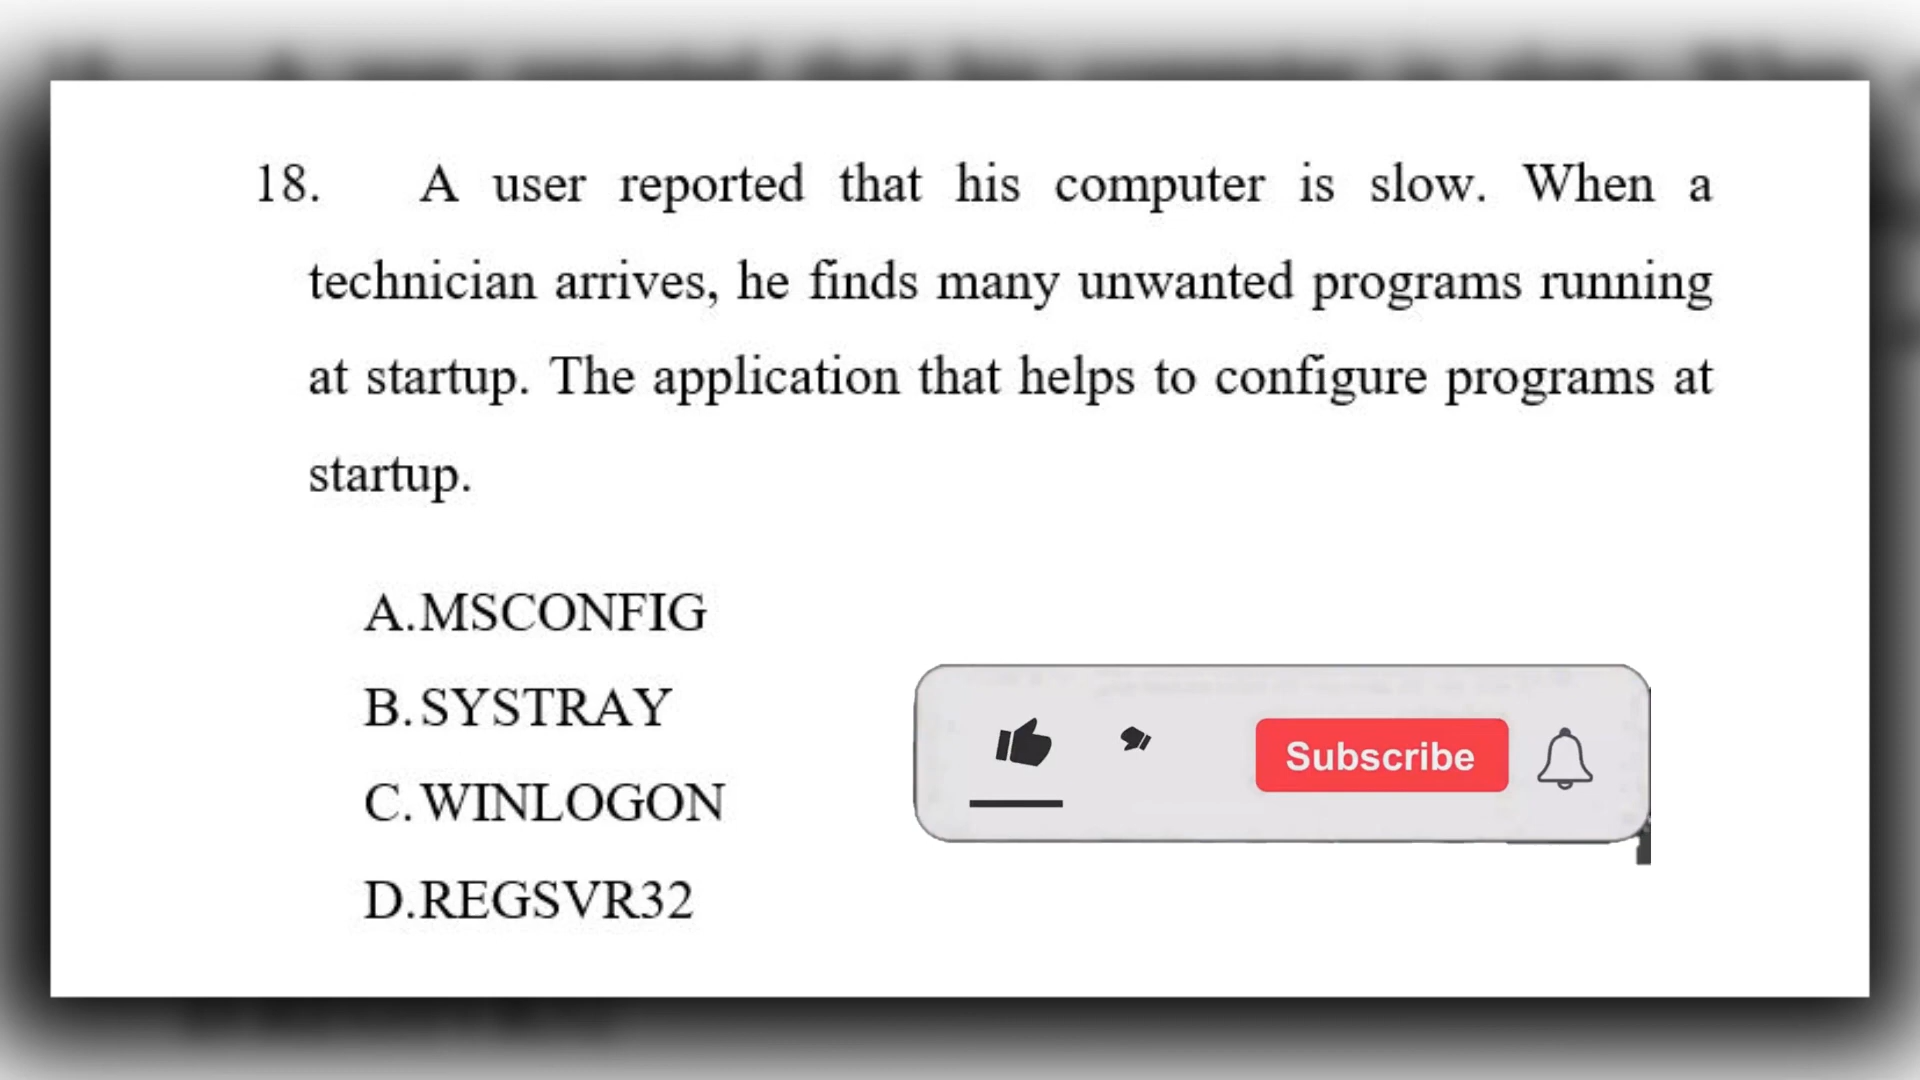 18. A user reported that his computer is slow. When a
technician arrives, he finds many unwanted programs running
at startup. The application that helps to configure programs at
startup.
A.MSCONFIG
B.SYSTRAY
C.WINLOGON
D.REGSVR32
Subscribe